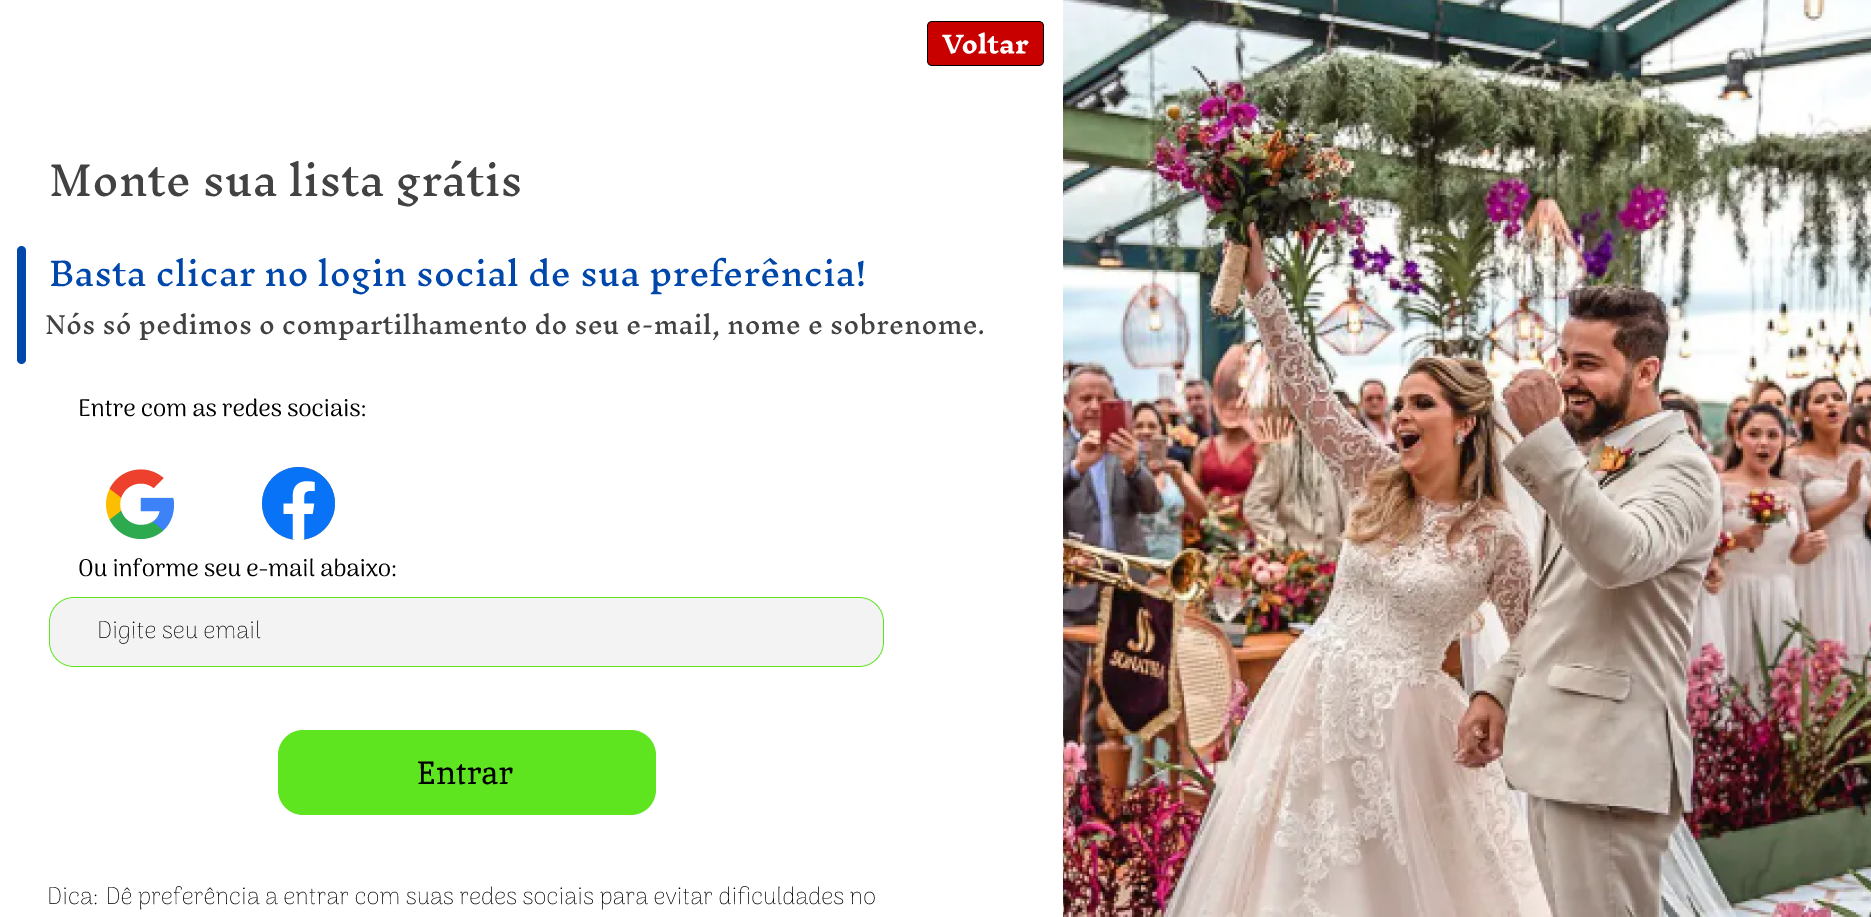 Voltar
Monte sua lista grátis
Basta clicar no login social de sua preferência!
Nós só pedimos o compartilhamento do seu e-mail, nome e sobrenome.
Entre com as redes sociais:
Ou informe seu e-mail abaixo:
Digite seu email
Entrar
Dica: Dê preferência a entrar com suas redes sociais para evitar dificuldades no